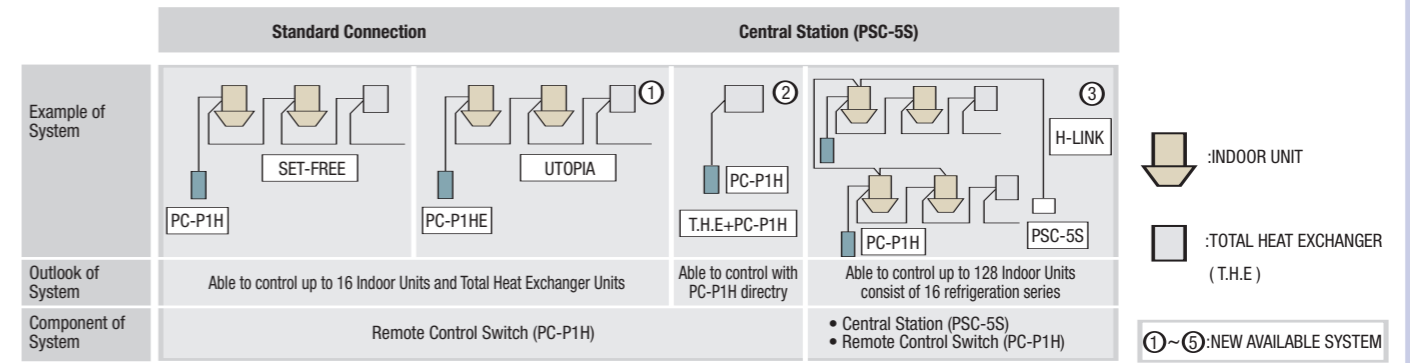 Standard Connection
Central Station (PSC-5S)
Example of
System
SET-FREE
PC-P1H
①
UTOPIA
PC-P1HE
②
PC-P1H
T.H.E+PC-P1H
③
H-LINK
PC-P1H
PSC-5S
:INDOOR UNIT
:TOTAL HEAT EXCHANGER
( T.H.E )
Outlook of
System
Able to control up to 16 Indoor Units and Total Heat Exchanger Units
Able to control with
PC-P1H directry
Able to control up to 128 Indoor Units
consist of 16 refrigeration series
Component of
System
Remote Control Switch (PC-P1H)
• Central Station (PSC-5S)
• Remote Control Switch (PC-P1H)
①~⑤:NEW AVAILABLE SYSTEM